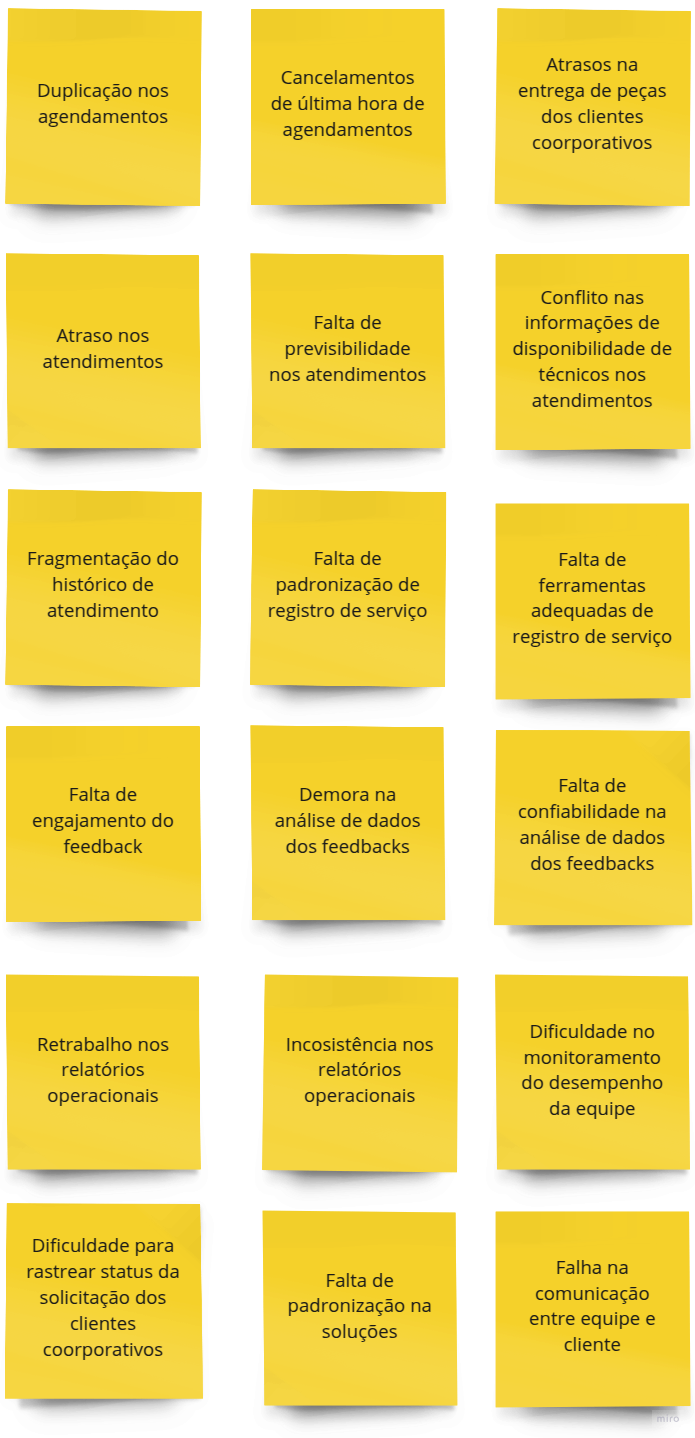 Duplicação nos
agendamentos
Cancelamentos
de última hora de
agendamentos
Atrasos na
entrega de peças
dos clientes
coorporativos
Atraso nos
atendimentos
Falta de
previsibilidade
nos atendimentos
Conflito nas
informações de
disponibilidade de
técnicos nos
atendimentos
Fragmentação do
histórico de
atendimento
Falta de
padronização de
registro de serviço
Falta de
ferramentas
adequadas de
registro de serviço
Falta de
engajamento do
feedback
Demora na
análise de dados
dos feedbacks
Falta de
confiabilidade na
análise de dados
dos feedbacks
Retrabalho nos
relatórios
operacionais
Incosistência nos
relatórios
operacionais
Dificuldade no
monitoramento
do desempenho
da equipe
Dificuldade para
rastrear status da
solicitação dos
clientes
coorporativos
Falta de
padronização na
soluções
Falha na
comunicação
entre equipe e
cliente
miro